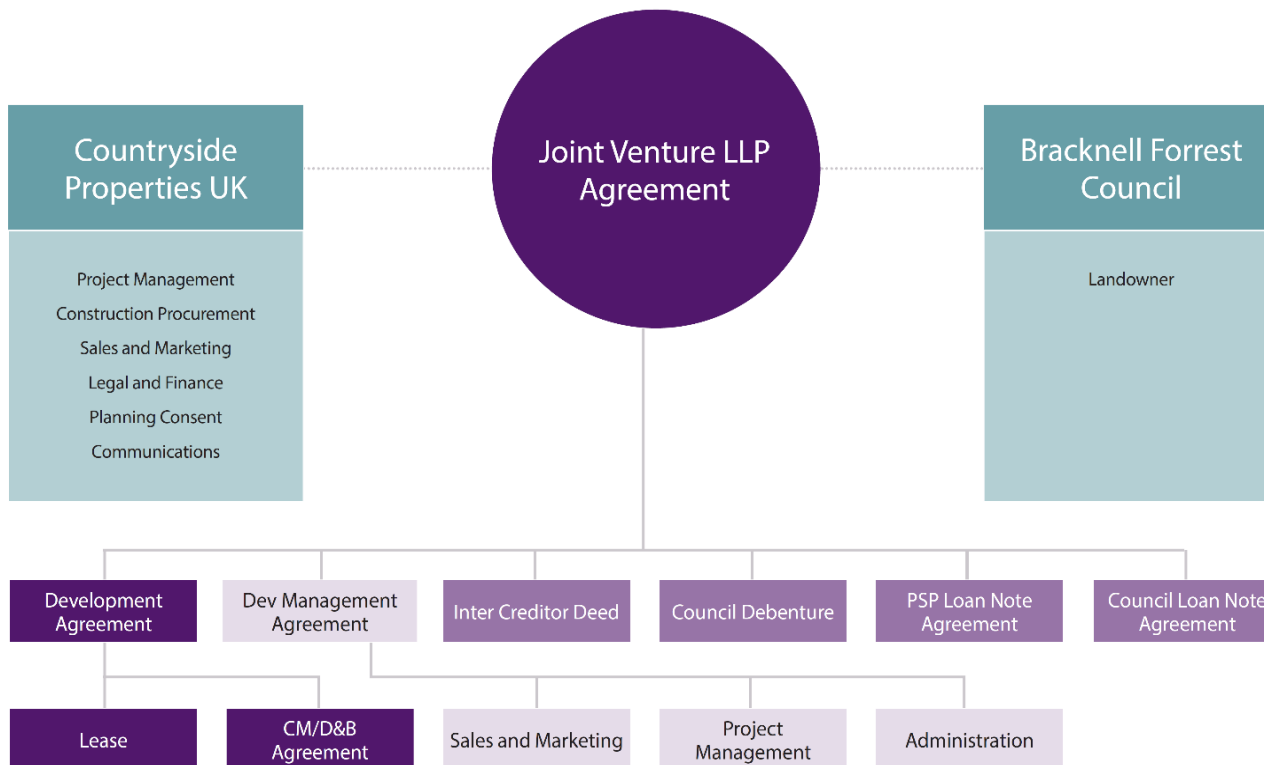 Countryside
Properties UK
Joint Venture LLP
Agreement
Bracknell Forrest
Council
Project Management
Construction Procurement
Sales and Marketing
Legal and Finance
Planning Consent
Communications
Landowner
Development
Agreement
Dev Management
Agreement
Inter Creditor Deed
Council Debenture
PSP Loan Note
Agreement
Council Loan Note
Agreement
Lease
CM/D&B
Agreement
Sales and Marketing
Project
Management
Administration